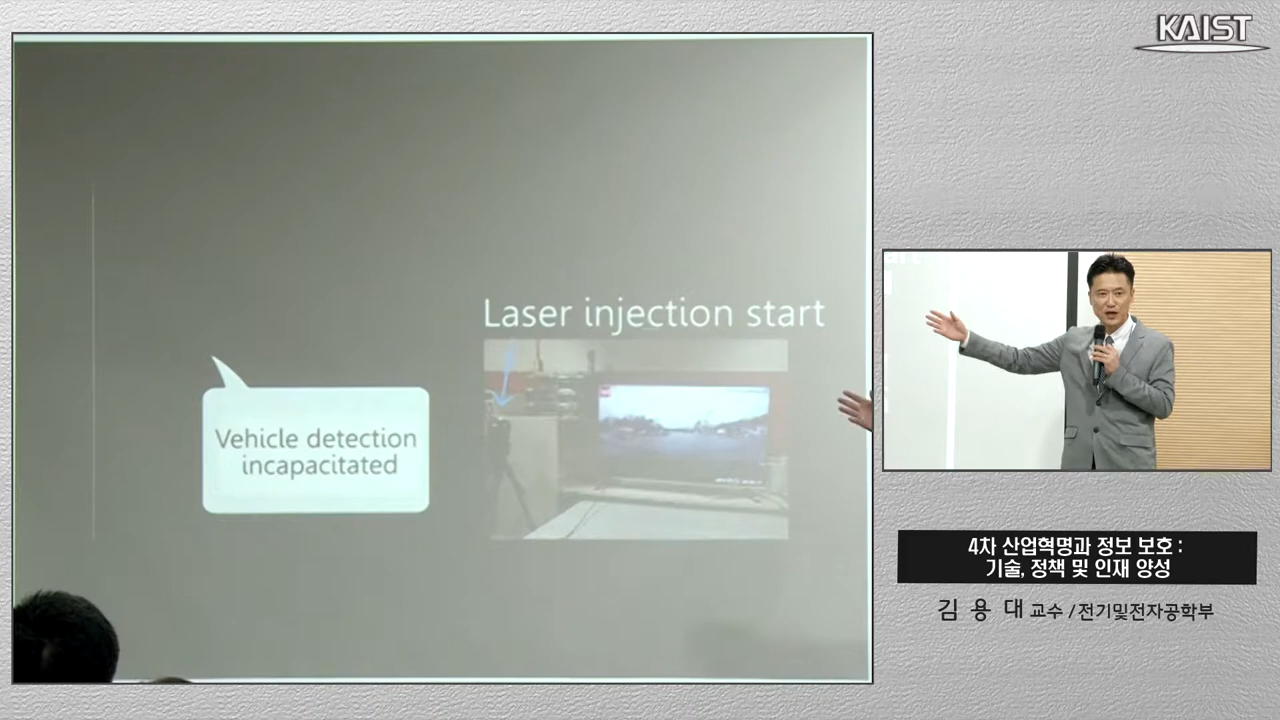 KAIST
Laser injection start
Vehicle detection
incapacitated
4차 산업혁명과 정보 보호 :
기술, 정책 및 인재 양성
김 용 대 교수 / 전기및전자공학부